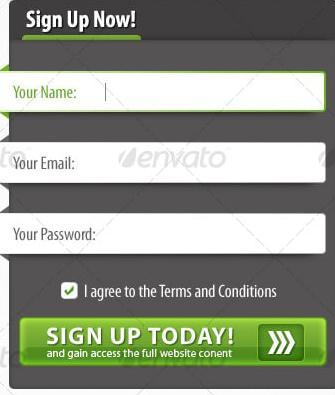 Sign Up Now!
Your Name:
Your Email:
envato
Your Password:
I agree to the Terms and Conditions
SIGN UP TODAY!
and gain access the full website conent